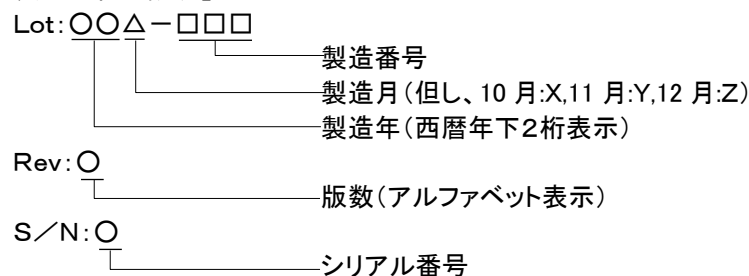 Lot:○○△－□□□
製造番号
製造月(但し、10月:X,11月:Y,12月:Z)
製造年(西暦年下2桁表示)
Rev:○
版数(アルファベット表示)
S／N:○
シリアル番号